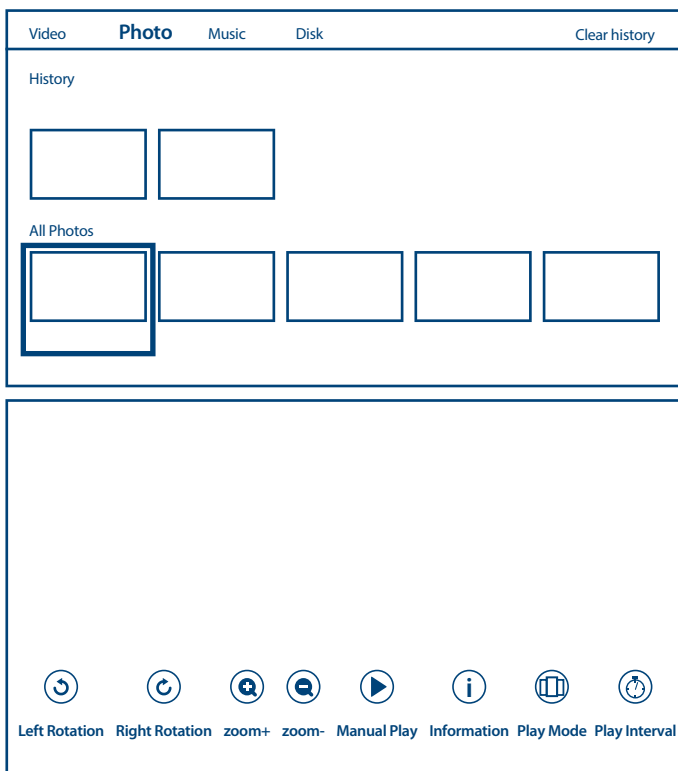 Video Photo Music Disk Clear history
History
All Photos
Left Rotation Right Rotation zoom+ zoom- Manual Play Information Play Mode Play Interval